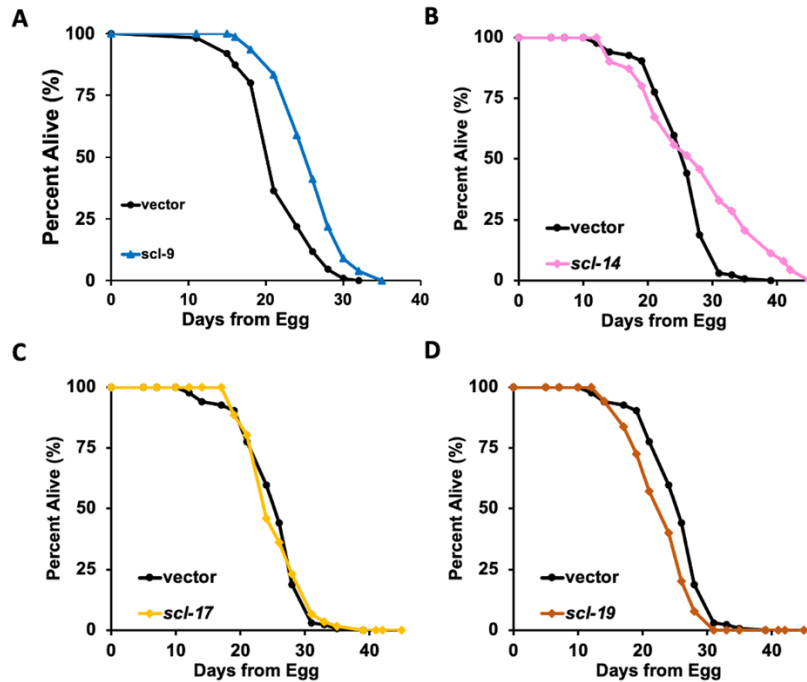 A
Percent Alive (%)
100
75
50
25
0
vector
scl-9
0 10 20 30 40
Days from Egg
B
Percent Alive (%)
100
75
50
25
0
vector
scl-14
0 10 20 30 40
Days from Egg
C
Percent Alive (%)
100
75
50
25
0
vector
scl-17
0 10 20 30 40
Days from Egg
D
Percent Alive (%)
100
75
50
25
0
vector
scl-19
0 10 20 30 40
Days from Egg